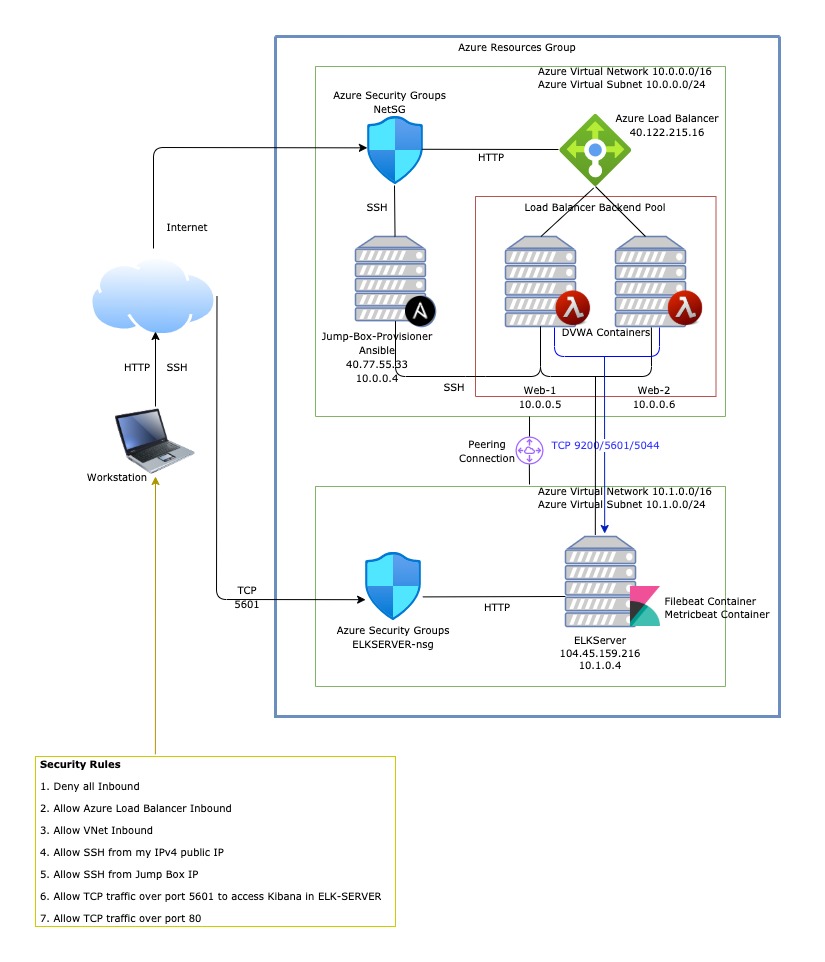 Azure Resources Group
Azure Virtual Network 10.0.0.0/16
Azure Virtual Subnet 10.0.0.0/24
Azure Security Groups
NetSG
Azure Load Balancer
40.122.215.16
HTTP
SSH
Load Balancer Backend Pool
Internet
Jump-Box-Provisioner
Ansible
40.77.55.33
10.0.0.4
DVWA Containers
HTTP
SSH
SSH
Web-1
10.0.0.5
Web-2
10.0.0.6
Workstation
Peering
Connection
TCP 9200/5601/5044
Azure Virtual Network 10.1.0.0/16
Azure Virtual Subnet 10.1.0.0/24
TCP
5601
HTTP
Filebeat Container
Metricbeat Container
Azure Security Groups
ELKSERVER-nsg
ELKServer
104.45.159.216
10.1.0.4
Security Rules
1. Deny all Inbound
2. Allow Azure Load Balancer Inbound
3. Allow VNet Inbound
4. Allow SSH from my IPv4 public IP
5. Allow SSH from Jump Box IP
6. Allow TCP traffic over port 5601 to access Kibana in ELK-SERVER
7. Allow TCP traffic over port 80